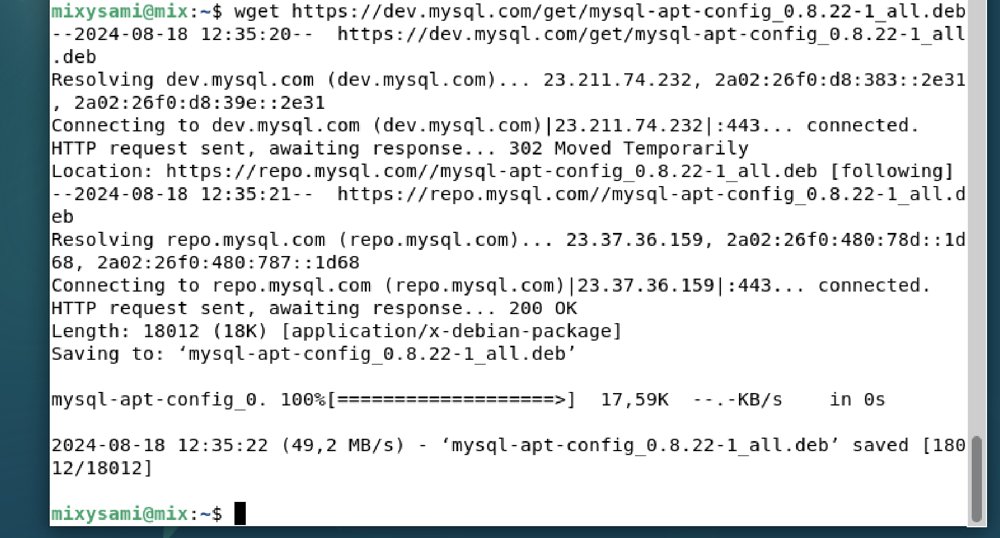 mixysami@mix:~$ wget https://dev.mysql.com/get/mysql-apt-config_0.8.22-1_all.deb
--2024-08-18 12:35:20--  https://dev.mysql.com/get/mysql-apt-config_0.8.22-1_all
.deb
Resolving dev.mysql.com (dev.mysql.com)... 23.211.74.232, 2a02:26f0:d8:383::2e31
, 2a02:26f0:d8:39e::2e31
Connecting to dev.mysql.com (dev.mysql.com)|23.211.74.232|:443... connected.
HTTP request sent, awaiting response... 302 Moved Temporarily
Location: https://repo.mysql.com//mysql-apt-config_0.8.22-1_all.deb [following]
--2024-08-18 12:35:21--  https://repo.mysql.com//mysql-apt-config_0.8.22-1_all.d
eb
Resolving repo.mysql.com (repo.mysql.com)... 23.37.36.159, 2a02:26f0:480:78d::1d
68, 2a02:26f0:480:787::1d68
Connecting to repo.mysql.com (repo.mysql.com)|23.37.36.159|:443... connected.
HTTP request sent, awaiting response... 200 OK
Length: 18012 (18K) [application/x-debian-package]
Saving to: ‘mysql-apt-config_0.8.22-1_all.deb’
mysql-apt-config_0. 100%[===================>]  17,59K  --.-KB/s    in 0s
2024-08-18 12:35:22 (49,2 MB/s) - ‘mysql-apt-config_0.8.22-1_all.deb’ saved [180
12/18012]
mixysami@mix:~$